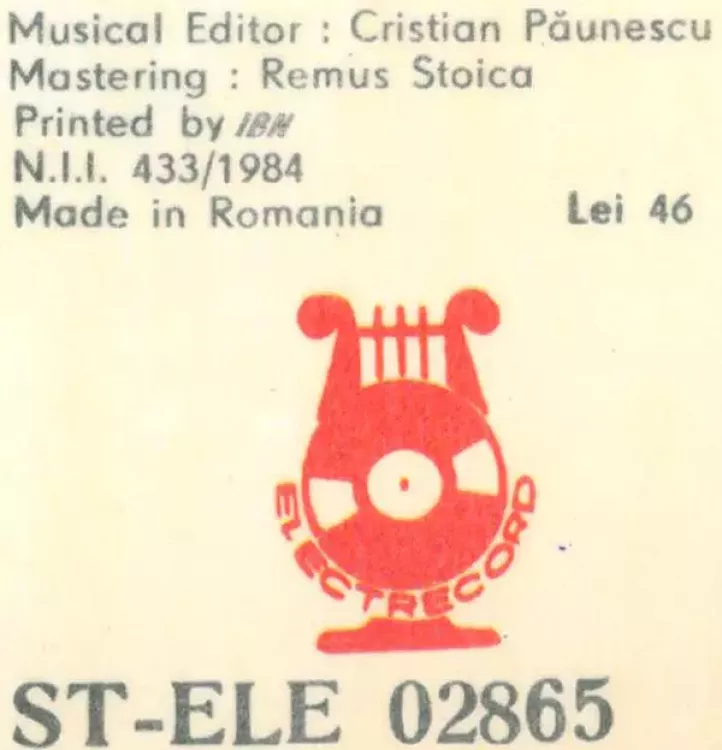 Musical Editor : Cristian Păunescu
Mastering : Remus Stoica
Printed by IBN
N.I.I. 433/1984
Made in Romania Lei 46
ELECTRECORD
ST-ELE 02865